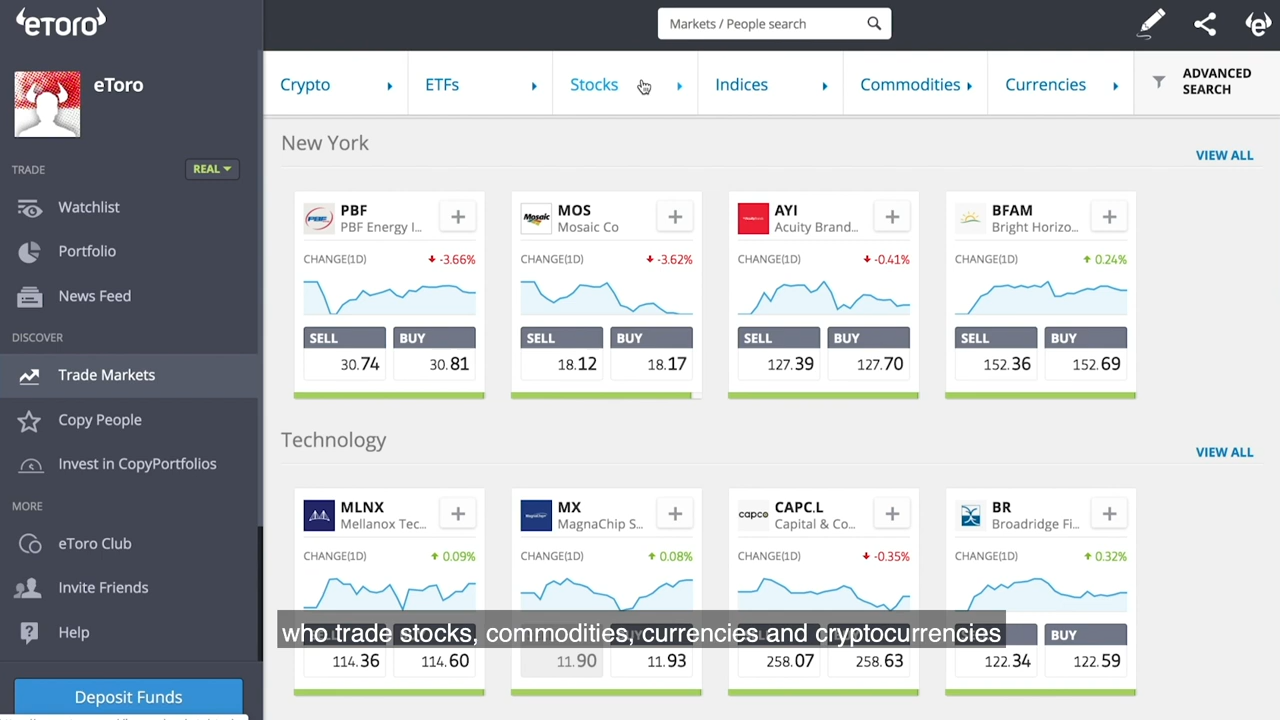 eToro
Markets / People search
eToro
Crypto
ETFs
Stocks
Indices
Commodities
Currencies
ADVANCED
SEARCH
TRADE
REAL
Watchlist
Portfolio
News Feed
DISCOVER
Trade Markets
Copy People
Invest in CopyPortfolios
MORE
eToro Club
Invite Friends
Help
Deposit Funds
New York
VIEW ALL
PBF
PBF Energy I...
CHANGE(1D)
-3.66%
SELL
BUY
30.74
30.81
MOS
Mosaic Co
CHANGE(1D)
-3.62%
SELL
BUY
18.12
18.17
AYI
Acuity Brand...
CHANGE(1D)
-0.41%
SELL
BUY
127.39
127.70
BFAM
Bright Horizo...
CHANGE(1D)
0.24%
SELL
BUY
152.36
152.69
Technology
VIEW ALL
MLNX
Mellanox Tec...
CHANGE(1D)
0.09%
114.36
114.60
MX
MagnaChip S...
CHANGE(1D)
0.08%
11.90
11.93
capco
CAPC.L
Capital & Co...
CHANGE(1D)
-0.35%
258.07
258.63
BR
Broadridge Fi...
CHANGE(1D)
0.32%
BUY
122.34
122.59
who trade stocks, commodities, currencies and cryptocurrencies